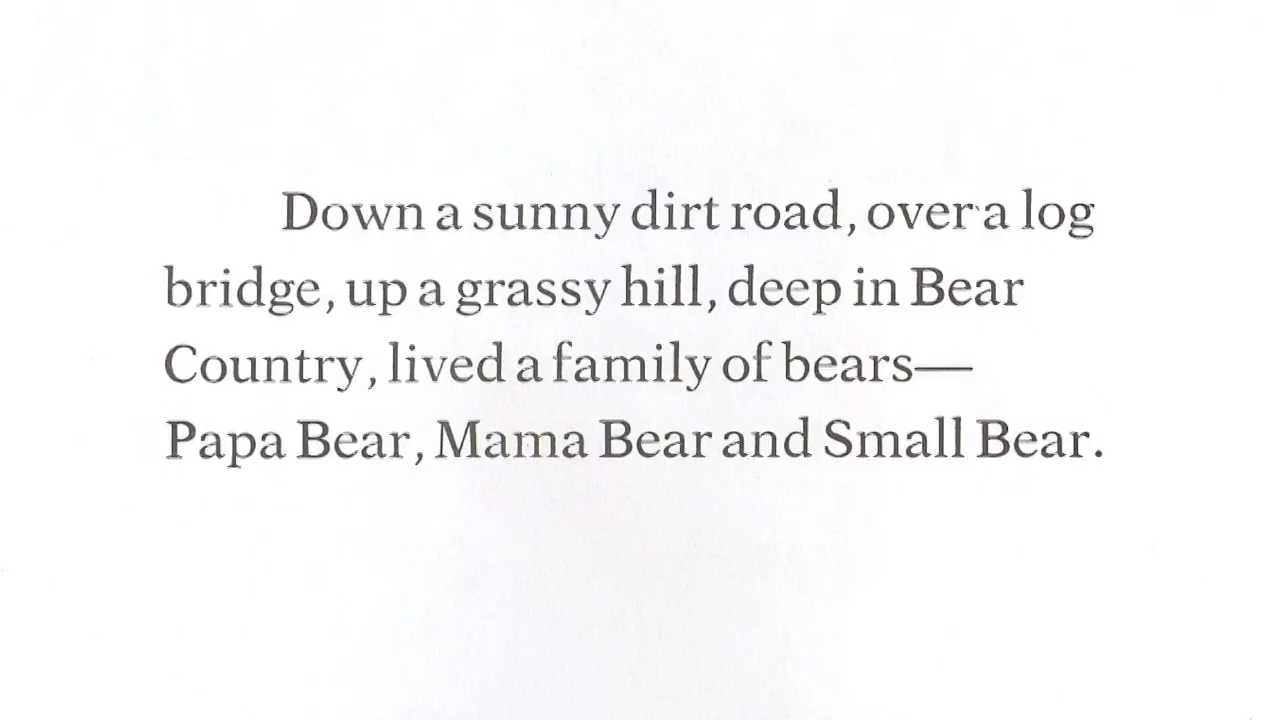 Down a sunny dirt road, over a log
bridge, up a grassy hill, deep in Bear
Country, lived a family of bears—
Papa Bear, Mama Bear and Small Bear.